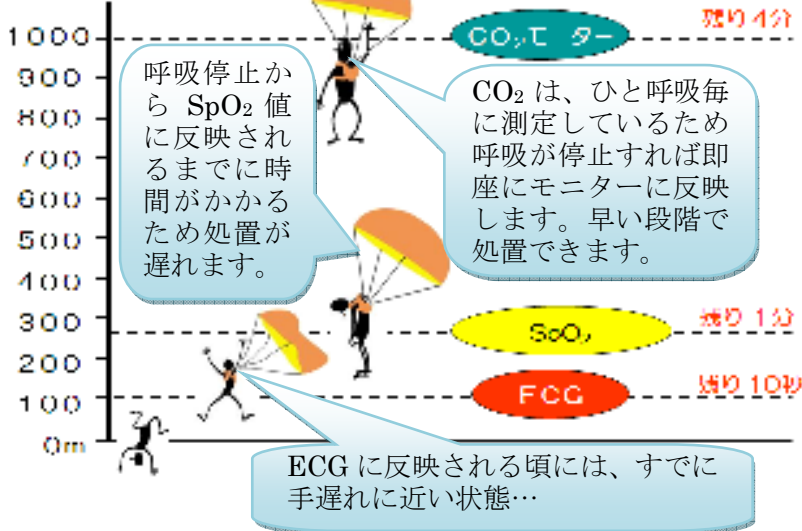 1000
残り 4分
CO₂モ ター
900
800
700
600
500
400
300
200
100
0m
呼吸停止か
ら SpO₂ 値
に反映され
るまでに時
間がかかる
ため処置が
遅れます。
CO₂ は、ひと呼吸毎
に測定しているため
呼吸が停止すれば即
座にモニターに反映
します。早い段階で
処置できます。
SpO₂
残り 1分
ECG
残り 10秒
ECG に反映される頃には、すでに
手遅れに近い状態…